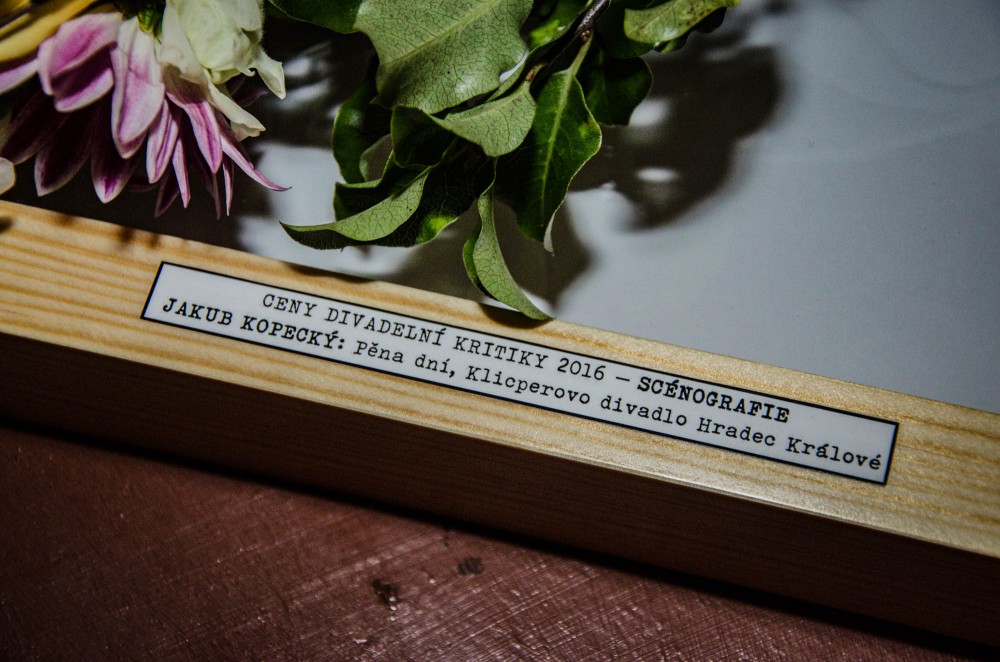 CENY DIVADELNÍ KRITIKY 2016 – SCÉNOGRAFIE
JAKUB KOPECKÝ: Pěna dní, Klicperovo divadlo Hradec Králové